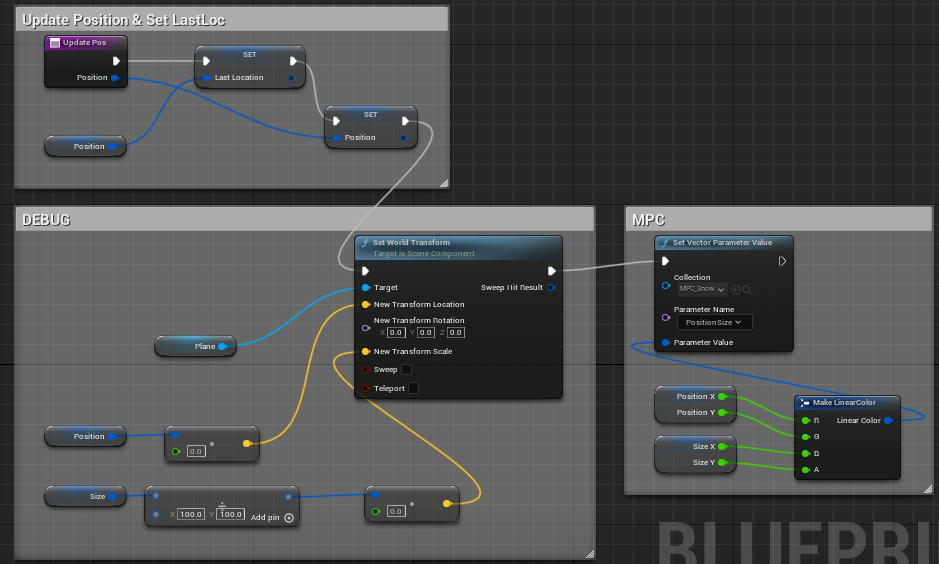 Update Position & Set LastLoc
Update Pos
SET
Position
Last Location
SET
Position
Position
DEBUG
MPC
Set World Transform
Target is Scene Component
Target
Sweep Hit Result
New Transform Location
New Transform Rotation
X 0.0 Y 0.0 Z 0.0
New Transform Scale
Sweep
Teleport
Plane
Position
0.0
Size
X 100.0 Y 100.0
Add pin
0.0
Set Vector Parameter Value
Collection
MPC_Snow
Parameter Name
PositionSize
Parameter Value
Position X
Position Y
Size X
Size Y
Make LinearColor
R
Linear Color
G
B
A
BLUEPRI